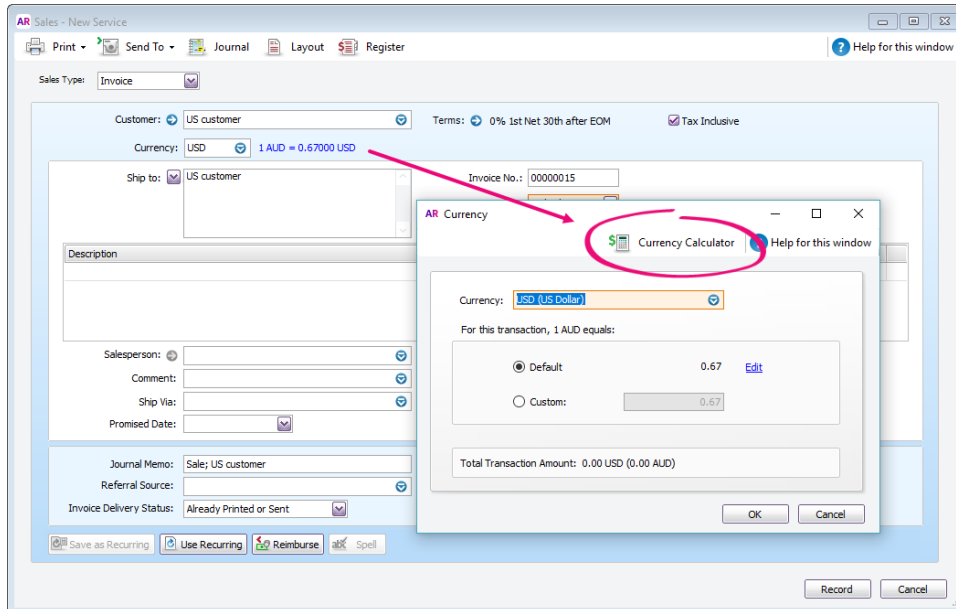 AR Sales - New Service
Print Send To Journal Layout Register Help for this window
Sales Type: Invoice
Customer: US customer Terms: 0% 1st Net 30th after EOM Tax Inclusive
Currency: USD 1 AUD = 0.67000 USD
Ship to: US customer Invoice No.: 00000015
AR Currency
Currency Calculator Help for this window
Description
Currency: USD (US Dollar)
For this transaction, 1 AUD equals:
Default 0.67 Edit
Custom: 0.67
Total Transaction Amount: 0.00 USD (0.00 AUD)
OK Cancel
Salesperson:
Comment:
Ship Via:
Promised Date:
Journal Memo: Sale; US customer
Referral Source:
Invoice Delivery Status: Already Printed or Sent
Save as Recurring Use Recurring Reimburse abc Spell
Record Cancel